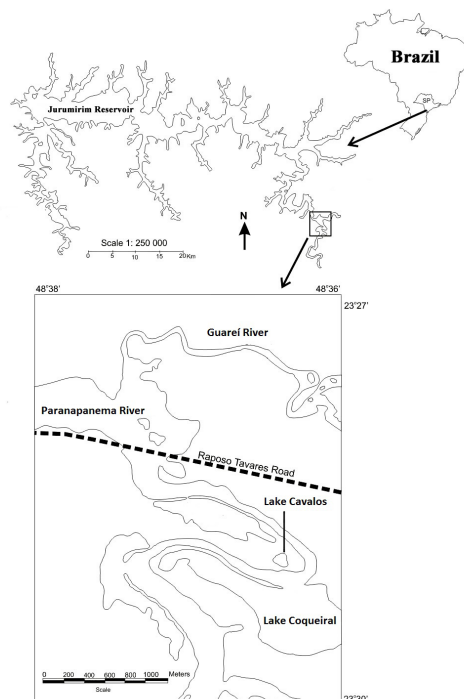 Brazil
SP
Jurumirim Reservoir
N
Scale 1: 250 000
0 5 10 15 20Km
48°38’ 48°36’
23°27’
Guareí River
Paranapanema River
Raposo Tavares Road
Lake Cavalos
Lake Coqueiral
0 200 400 600 800 1000 Meters
Scale
23°30’